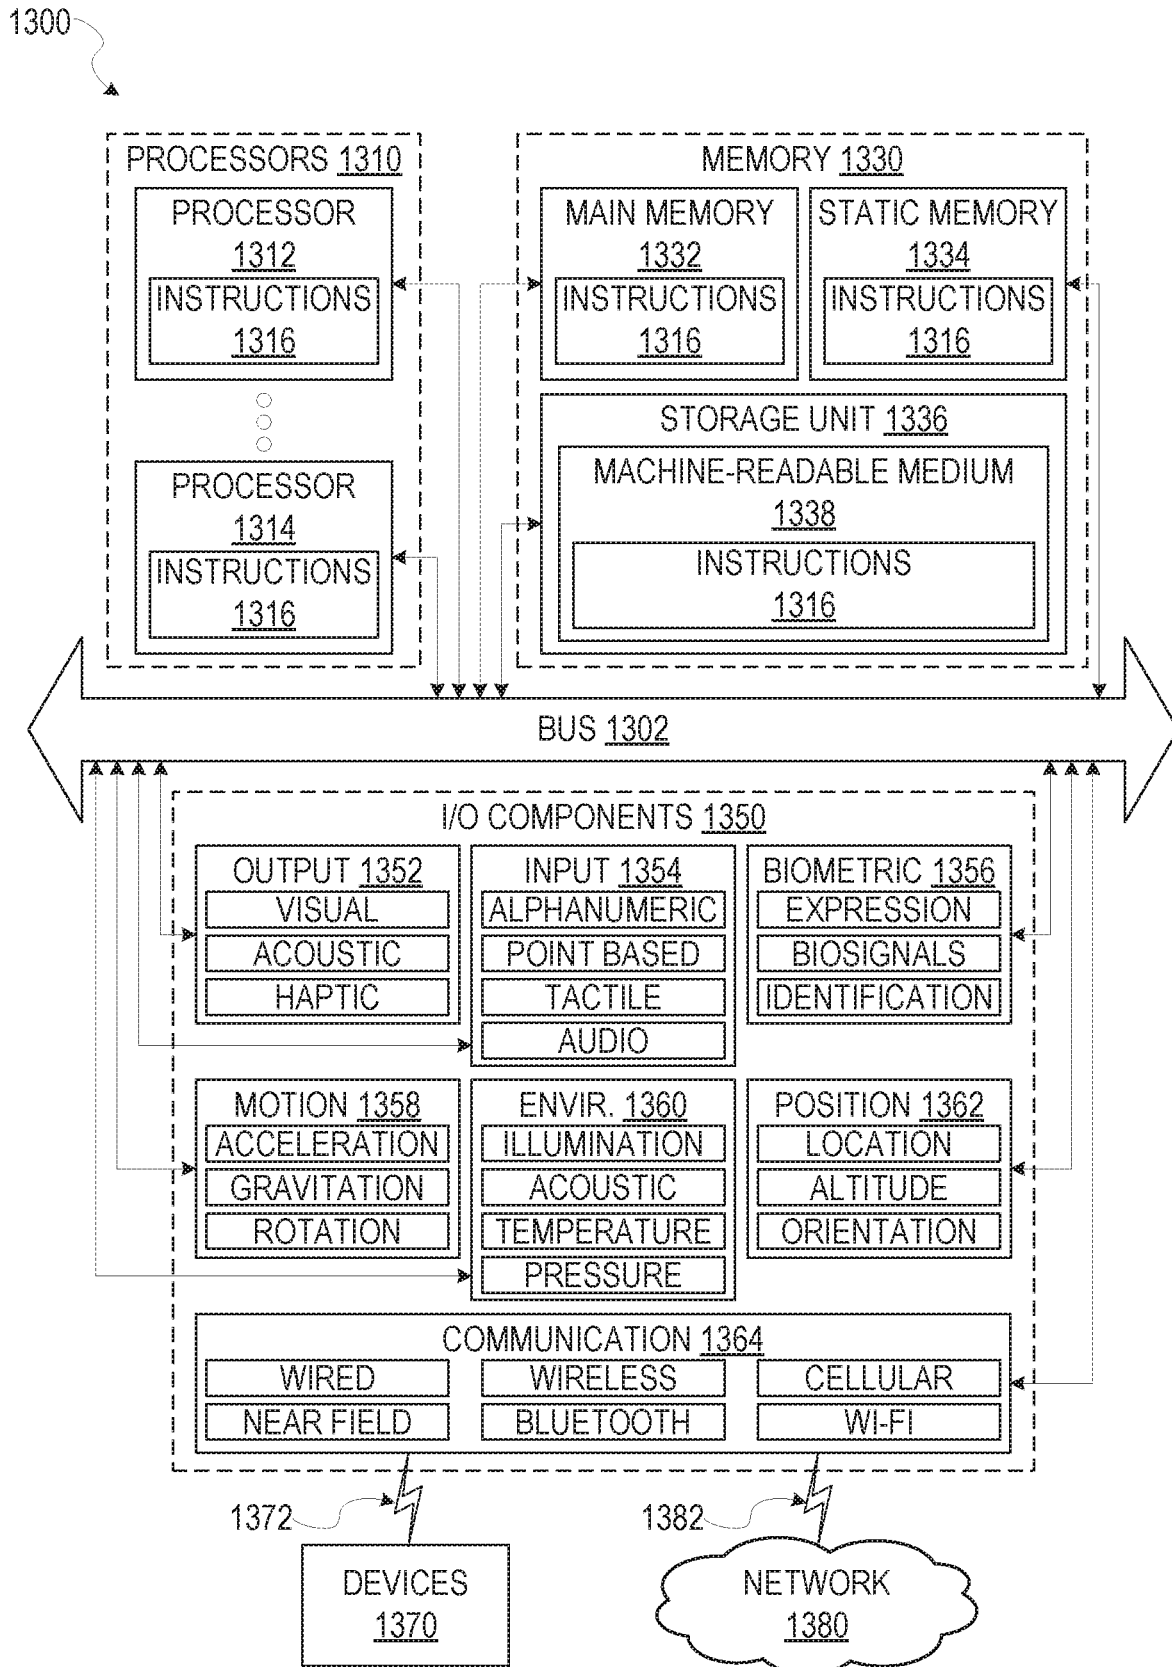 1300
PROCESSORS 1310
PROCESSOR
1312
INSTRUCTIONS
1316
PROCESSOR
1314
INSTRUCTIONS
1316
MEMORY 1330
MAIN MEMORY
1332
INSTRUCTIONS
1316
STATIC MEMORY
1334
INSTRUCTIONS
1316
STORAGE UNIT 1336
MACHINE-READABLE MEDIUM
1338
INSTRUCTIONS
1316
BUS 1302
I/O COMPONENTS 1350
OUTPUT 1352
VISUAL
ACOUSTIC
HAPTIC
INPUT 1354
ALPHANUMERIC
POINT BASED
TACTILE
AUDIO
BIOMETRIC 1356
EXPRESSION
BIOSIGNALS
IDENTIFICATION
MOTION 1358
ACCELERATION
GRAVITATION
ROTATION
ENVIR. 1360
ILLUMINATION
ACOUSTIC
TEMPERATURE
PRESSURE
POSITION 1362
LOCATION
ALTITUDE
ORIENTATION
COMMUNICATION 1364
WIRED
WIRELESS
CELLULAR
NEAR FIELD
BLUETOOTH
WI-FI
1372
1382
DEVICES
1370
NETWORK
1380